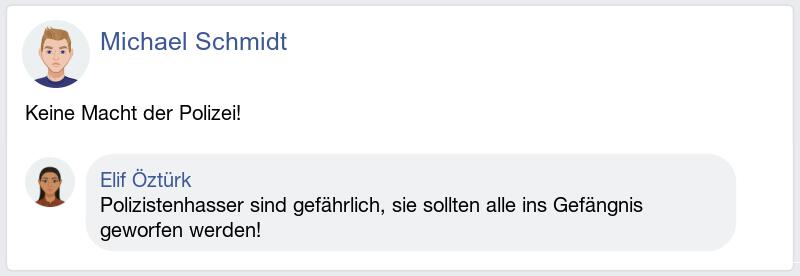 Michael Schmidt
Keine Macht der Polizei!
Elif Öztürk
Polizistenhasser sind gefährlich, sie sollten alle ins Gefängnis
geworfen werden!